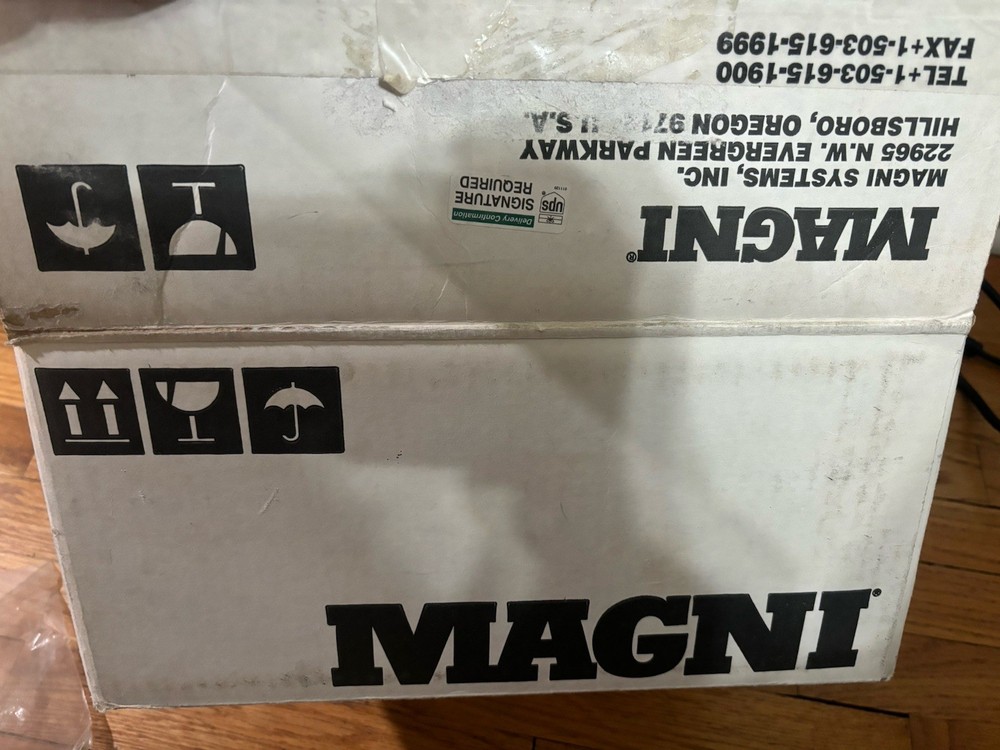 MAGNI®
MAGNI SYSTEMS, INC.
22965 N.W. EVERGREEN PARKWAY
HILLSBORO, OREGON U.S.A.
TEL+1-503-615-1900
FAX+1-503-615-1999
Delivery Confirmation
ups
SIGNATURE
REQUIRED
MAGNI®